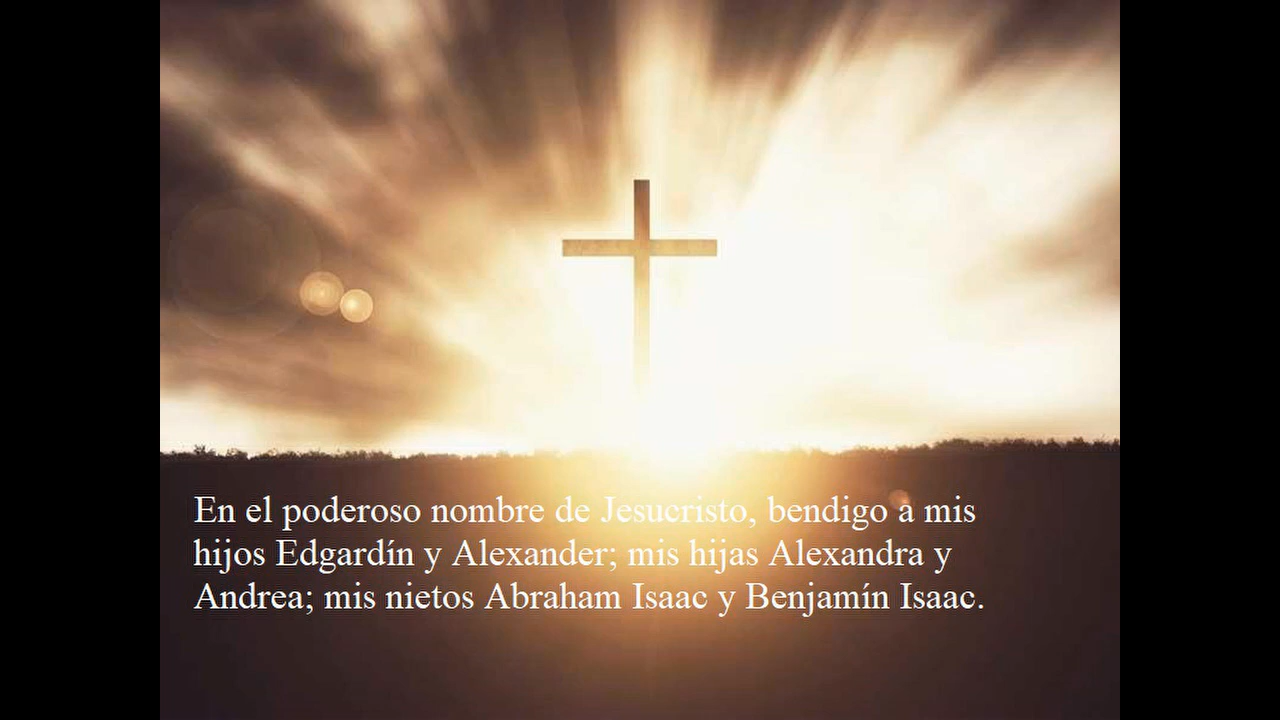 En el poderoso nombre de Jesucristo, bendigo a mis
hijos Edgardín y Alexander; mis hijas Alexandra y
Andrea; mis nietos Abraham Isaac y Benjamín Isaac.